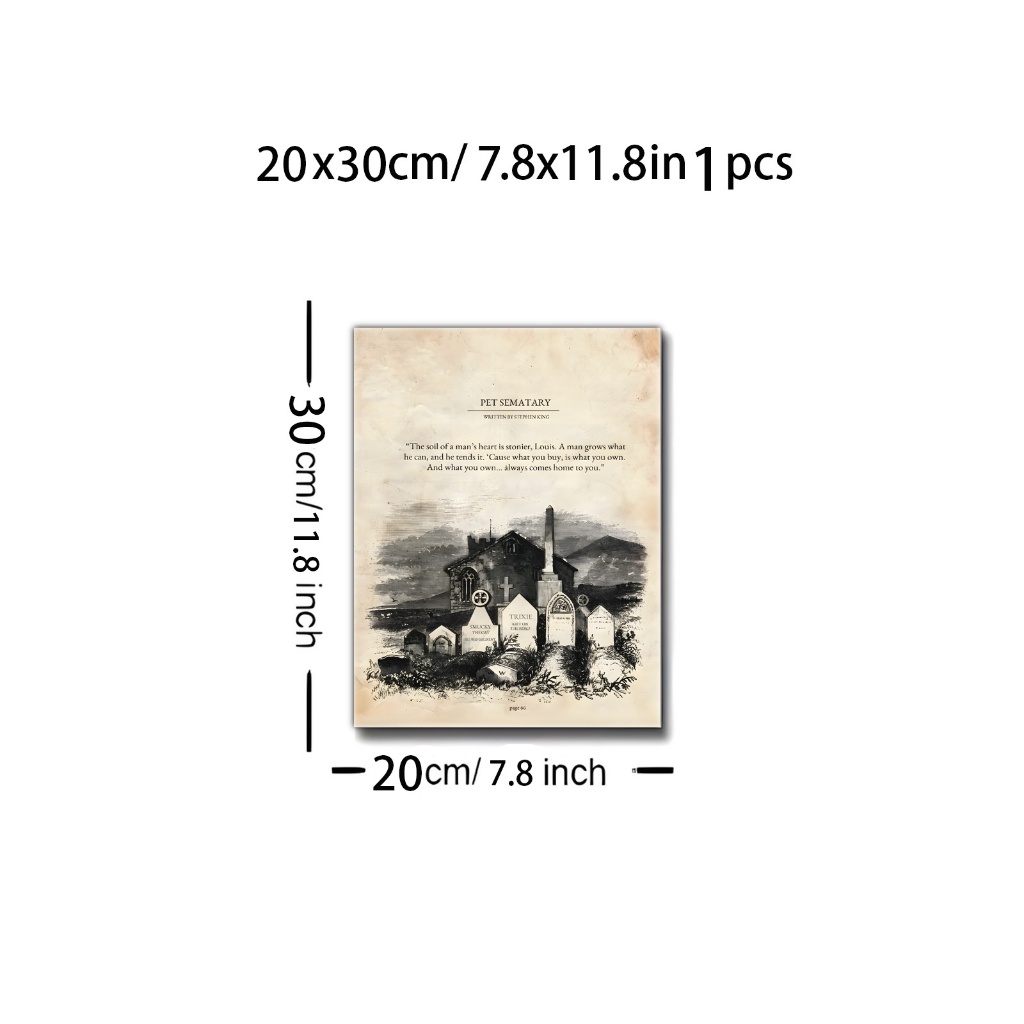 20x30cm/ 7.8x11.8in 1 pcs
30cm/11.8 inch
PET SEMATARY
WRITTEN BY STEPHEN KING
"The soil of a man's heart is stonier, Louis. A man grows what
he can, and he tends it. 'Cause what you buy, is what you own.
And what you own... always comes home to you."
SMUCKY
TRIXIE
20cm/ 7.8 inch